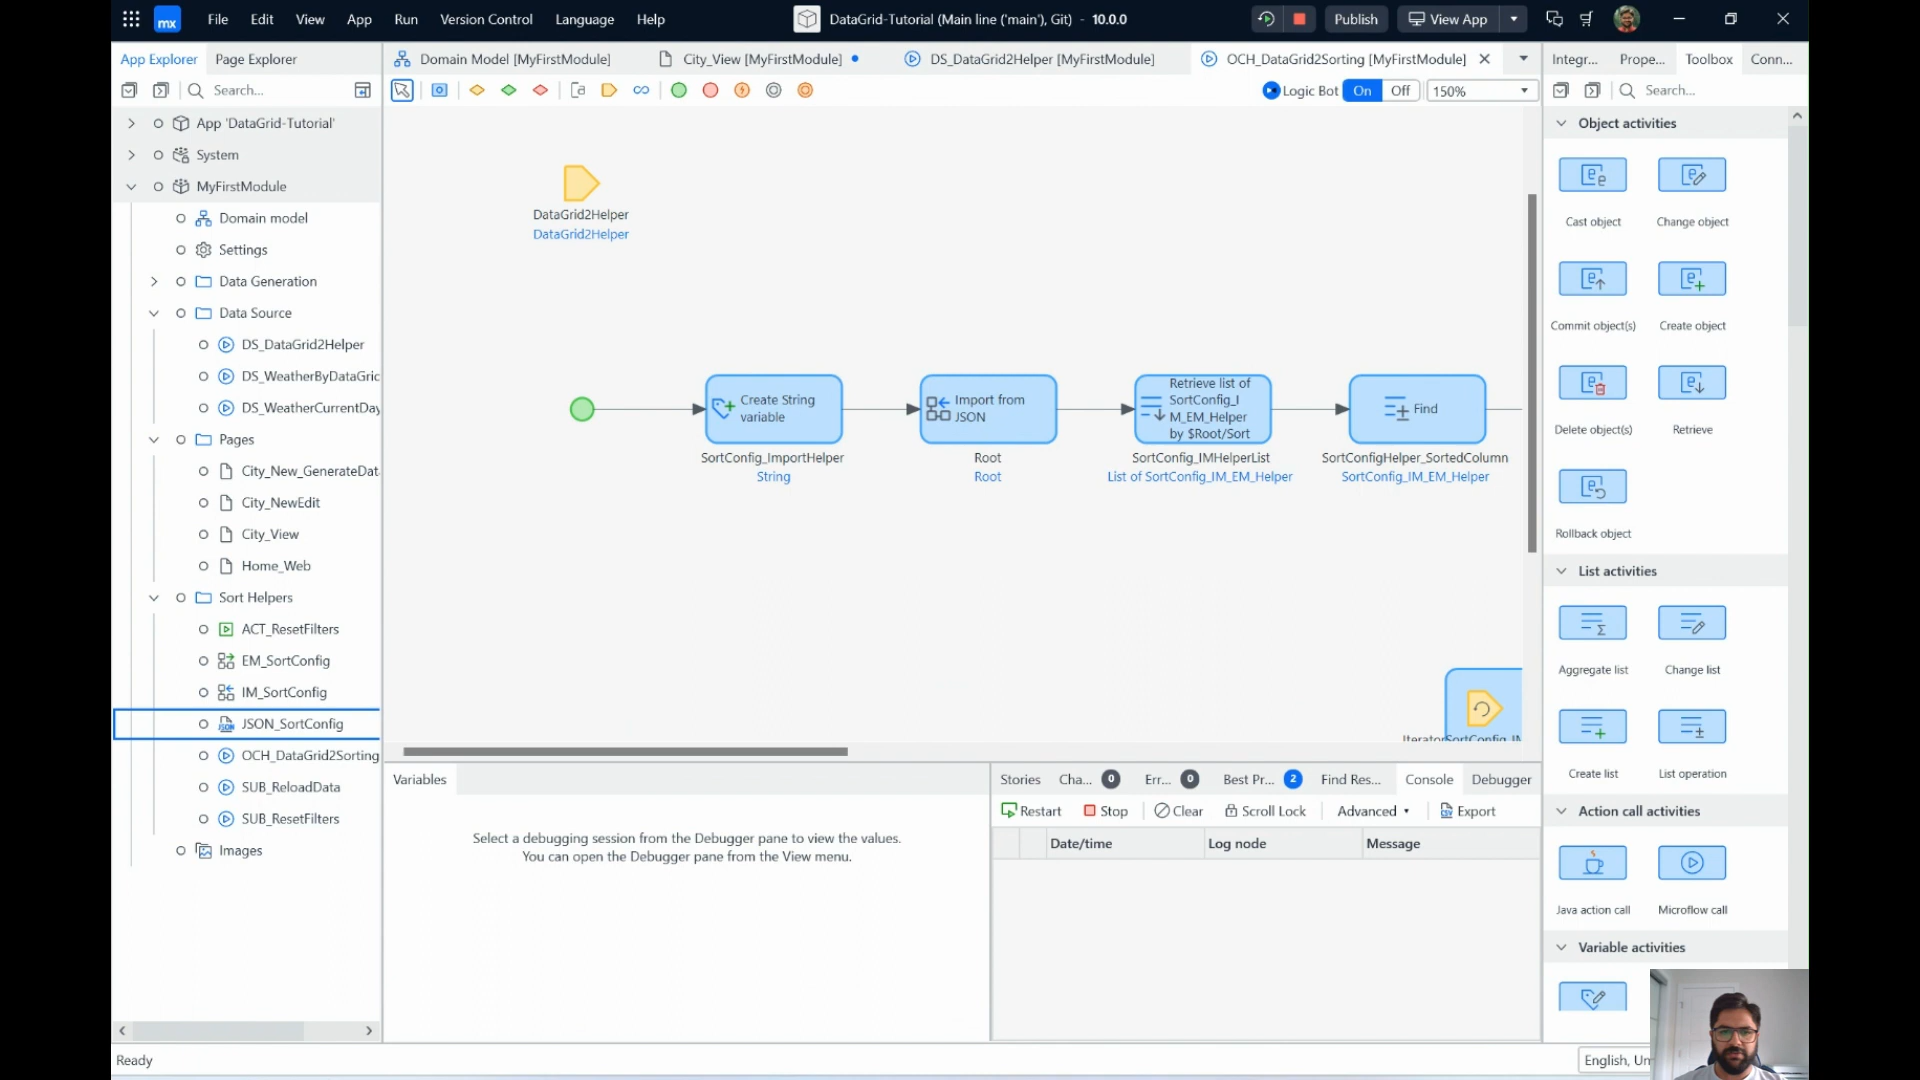 mx File Edit View App Run Version Control Language Help
DataGrid-Tutorial (Main line ('main'), Git) - 10.0.0
Publish View App
App Explorer Page Explorer
Domain Model [MyFirstModule]
City_View [MyFirstModule]
DS_DataGrid2Helper [MyFirstModule]
OCH_DataGrid2Sorting [MyFirstModule]
Integr... Prope... Toolbox Conn...
Search...
Logic Bot On Off 150%
Search...
App 'DataGrid-Tutorial'
System
MyFirstModule
Domain model
Settings
Data Generation
Data Source
DS_DataGrid2Helper
DS_WeatherByDataGric
DS_WeatherCurrentDay
Pages
City_New_GenerateDat
City_NewEdit
City_View
Home_Web
Sort Helpers
ACT_ResetFilters
EM_SortConfig
IM_SortConfig
JSON_SortConfig
OCH_DataGrid2Sorting
SUB_ReloadData
SUB_ResetFilters
Images
DataGrid2Helper
DataGrid2Helper
Create String
variable
SortConfig_ImportHelper
String
Import from
JSON
Root
Root
Retrieve list of
SortConfig_I
M_EM_Helper
by $Root/Sort
SortConfig_IMHelperList
List of SortConfig_IM_EM_Helper
Find
SortConfigHelper_SortedColumn
SortConfig_IM_EM_Helper
IteratorSortConfig_IM
Object activities
Cast object Change object
Commit object(s) Create object
Delete object(s) Retrieve
Rollback object
List activities
Aggregate list Change list
Create list List operation
Action call activities
Java action call Microflow call
Variable activities
Variables
Select a debugging session from the Debugger pane to view the values.
You can open the Debugger pane from the View menu.
Stories Cha... 0 Err... 0 Best Pr... 2 Find Res... Console Debugger
Restart Stop Clear Scroll Lock Advanced Export
Date/time Log node Message
Ready
English, Un